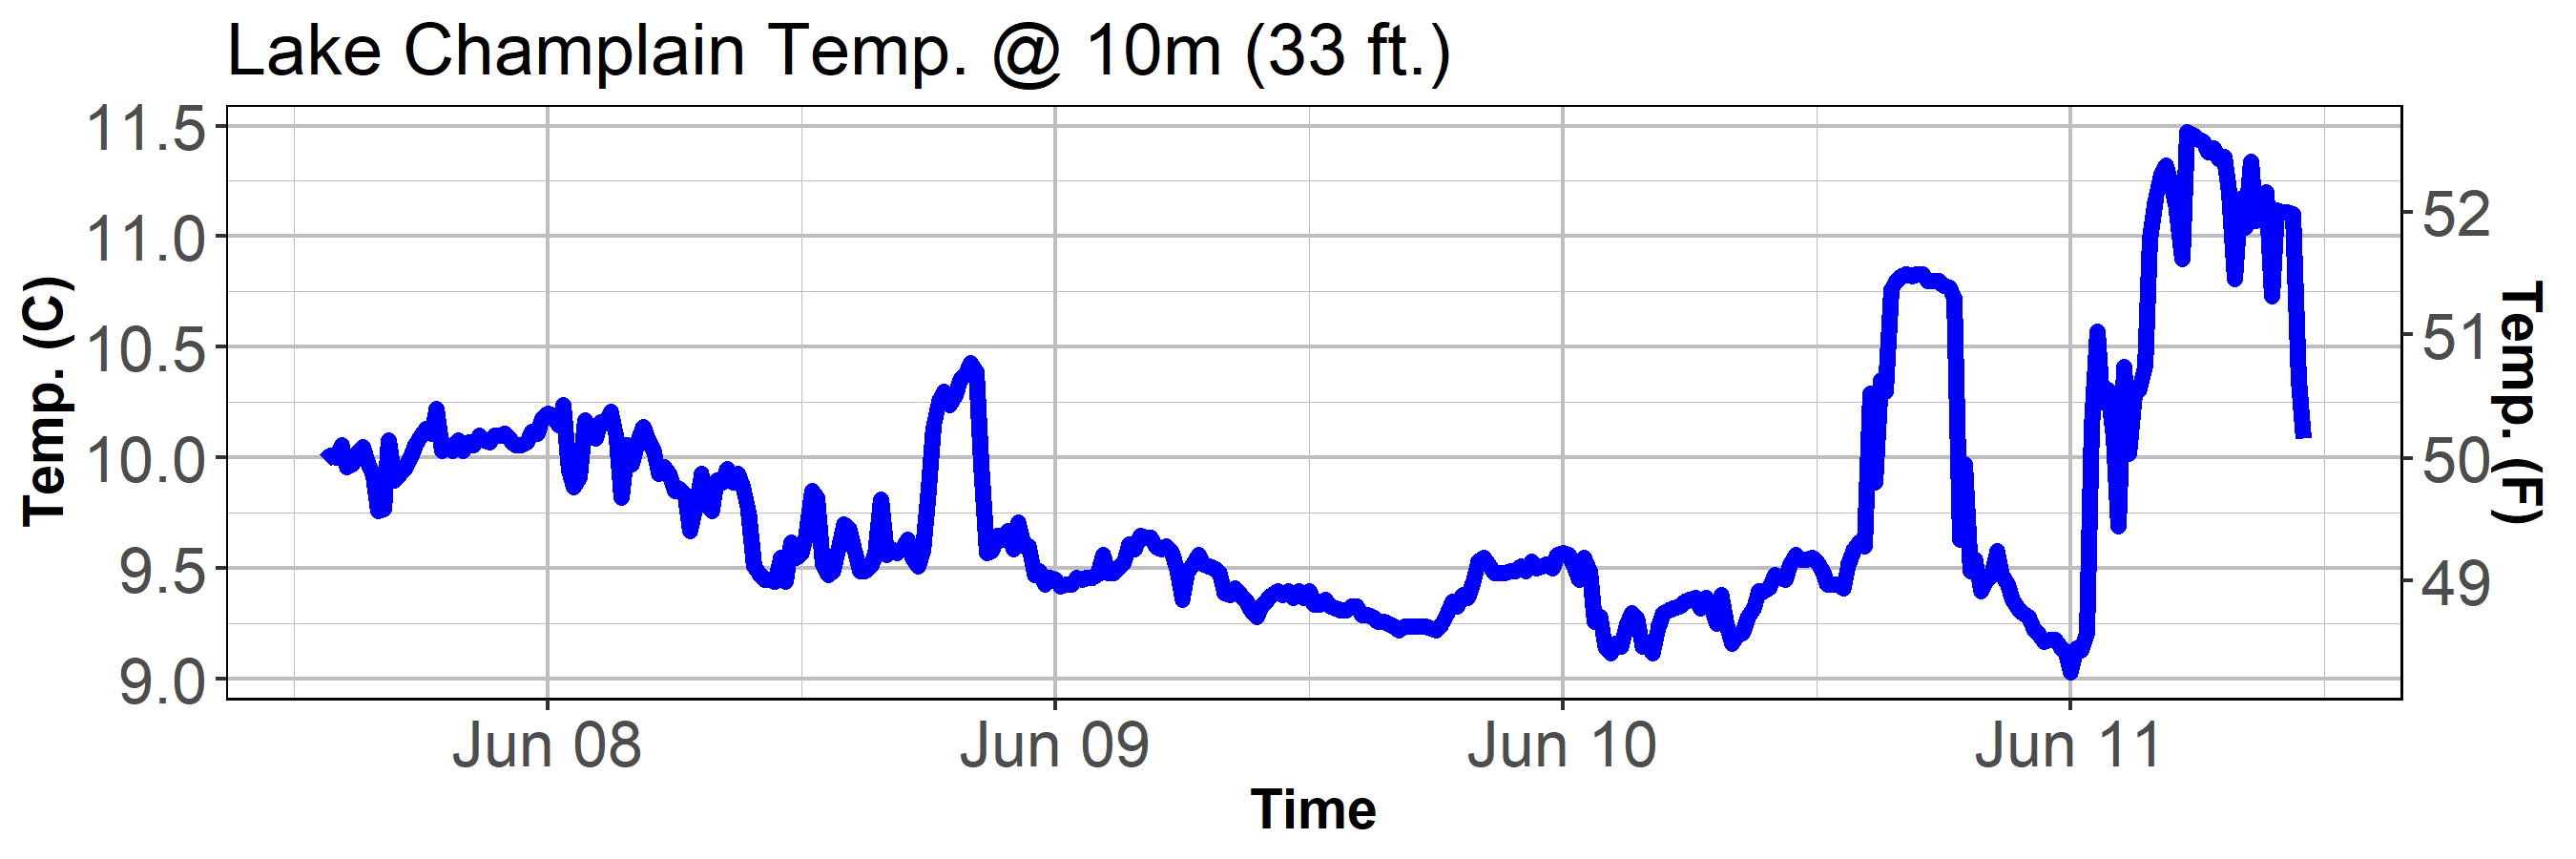 Lake Champlain Temp. @ 10m (33 ft.)
11.5
11.0
10.5
10.0
9.5
9.0
Temp. (C)
52
51
50
49
Temp. (F)
Jun 08 Jun 09 Jun 10 Jun 11
Time